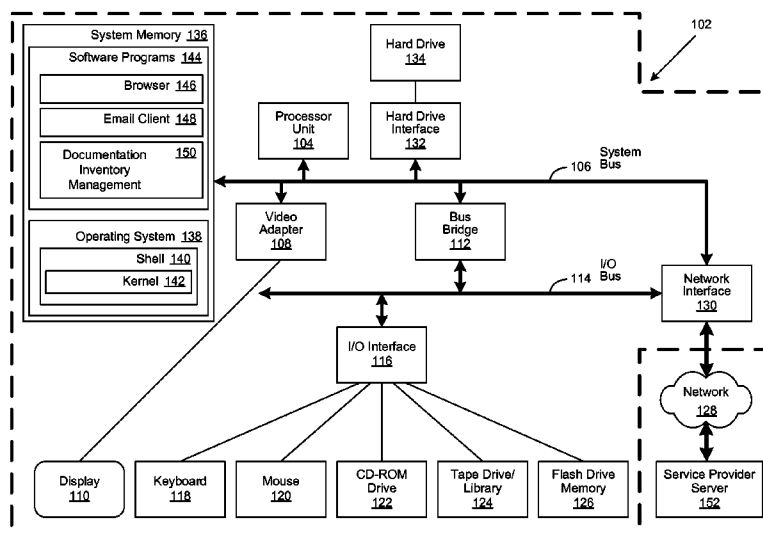 System Memory 136
Software Programs 144
Browser 146
Email Client 148
Documentation 150
Inventory
Management
Operating System 138
Shell 140
Kernel 142
Hard Drive
134
102
Processor
Unit
104
Hard Drive
Interface
132
106
System
Bus
Video
Adapter
108
Bus
Bridge
112
114
I/O
Bus
Network
Interface
130
I/O Interface
116
Network
128
Display
110
Keyboard
118
Mouse
120
CD-ROM
Drive
122
Tape Drive/
Library
124
Flash Drive
Memory
126
Service Provider
Server
152